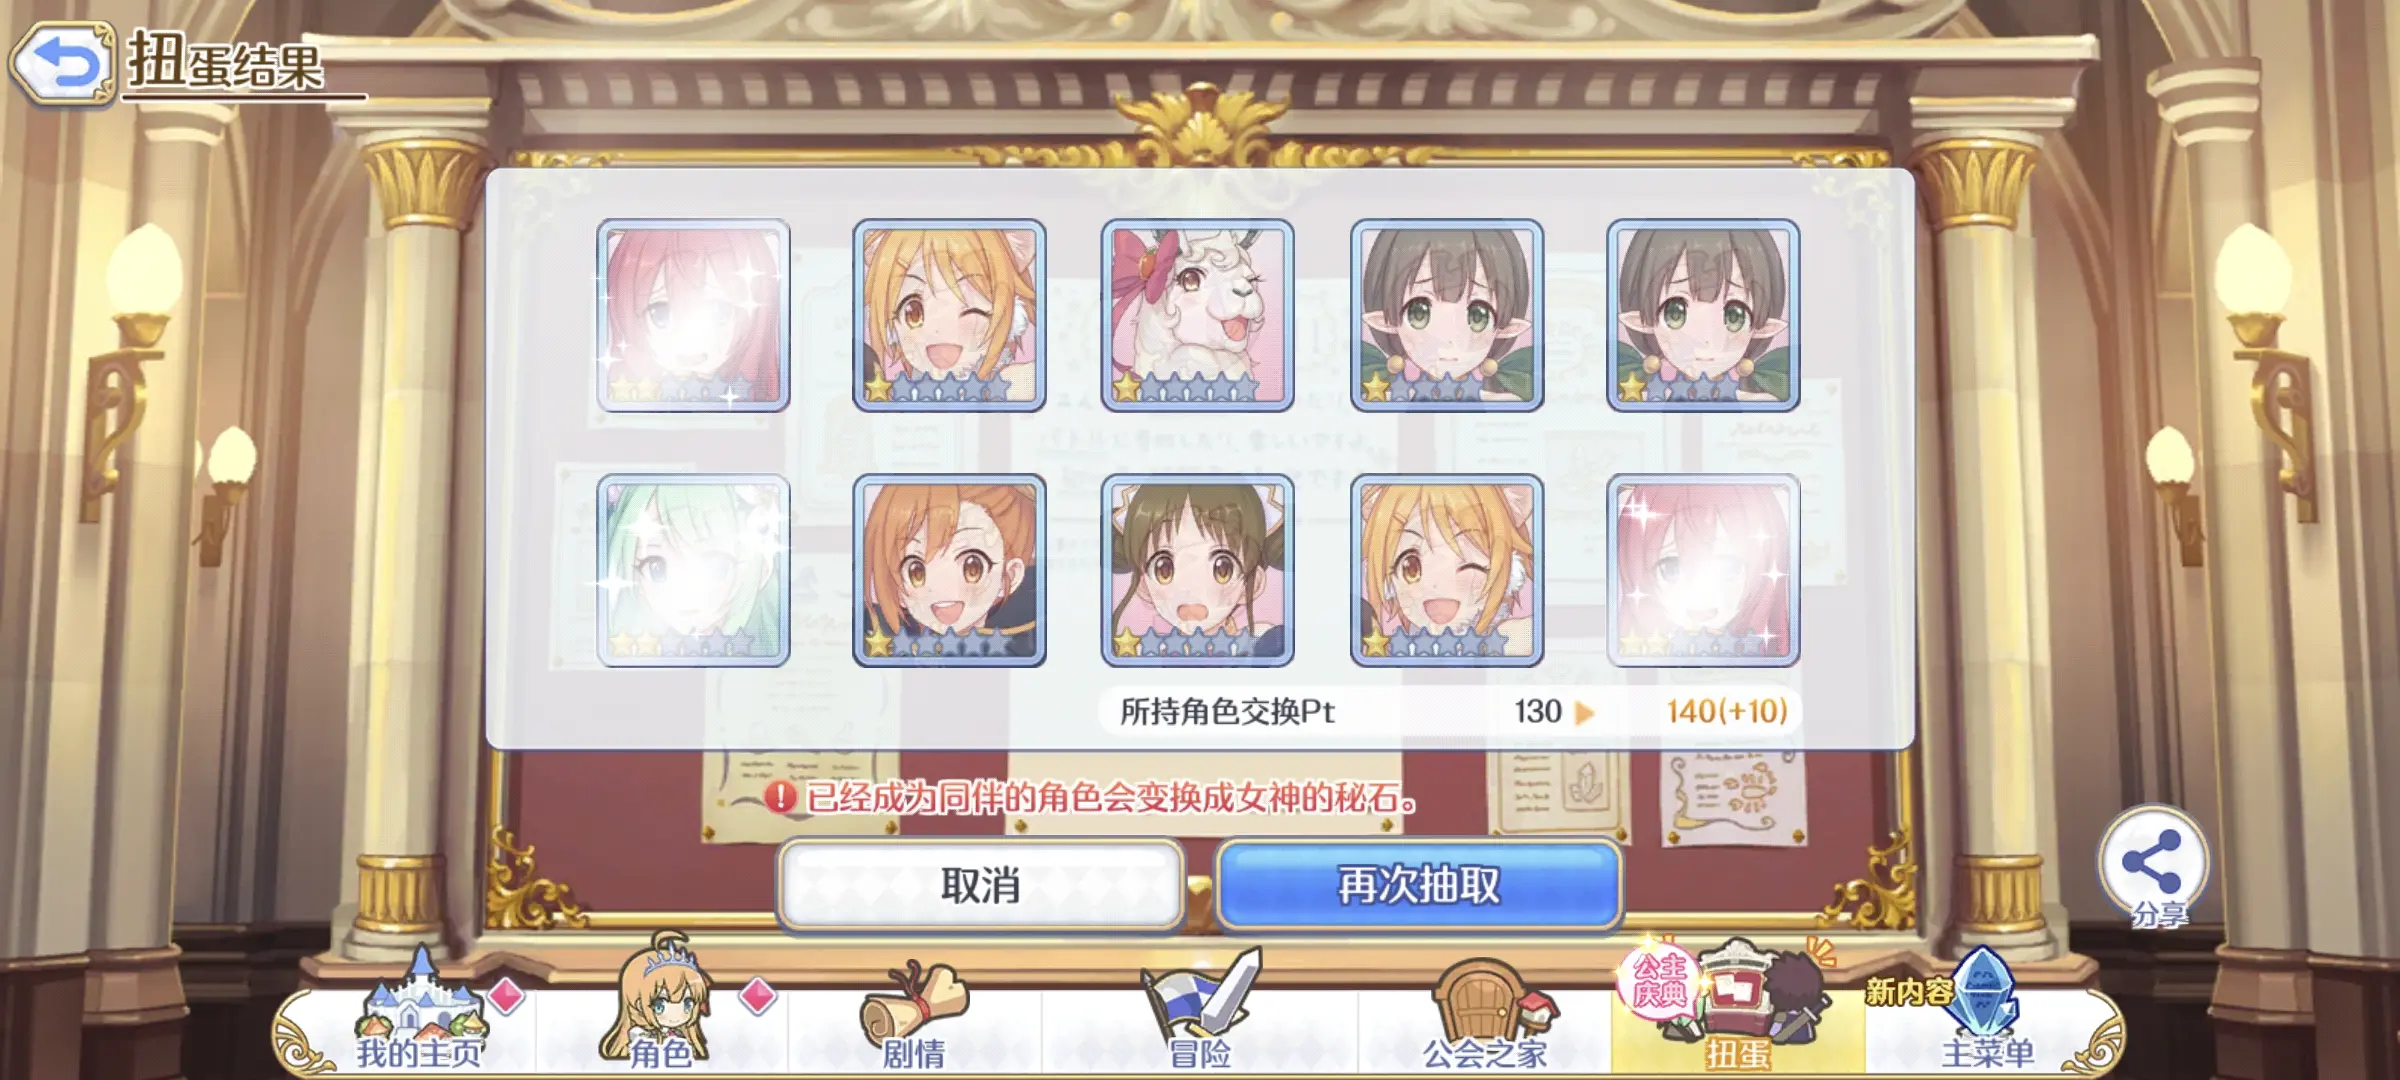 扭蛋结果
所持角色交换Pt 130 140(+10)
已经成为同伴的角色会变换成女神的秘石。
取消
再次抽取
分享
公主
庆典
新内容
我的主页
角色
剧情
冒险
公会之家
扭蛋
主菜单